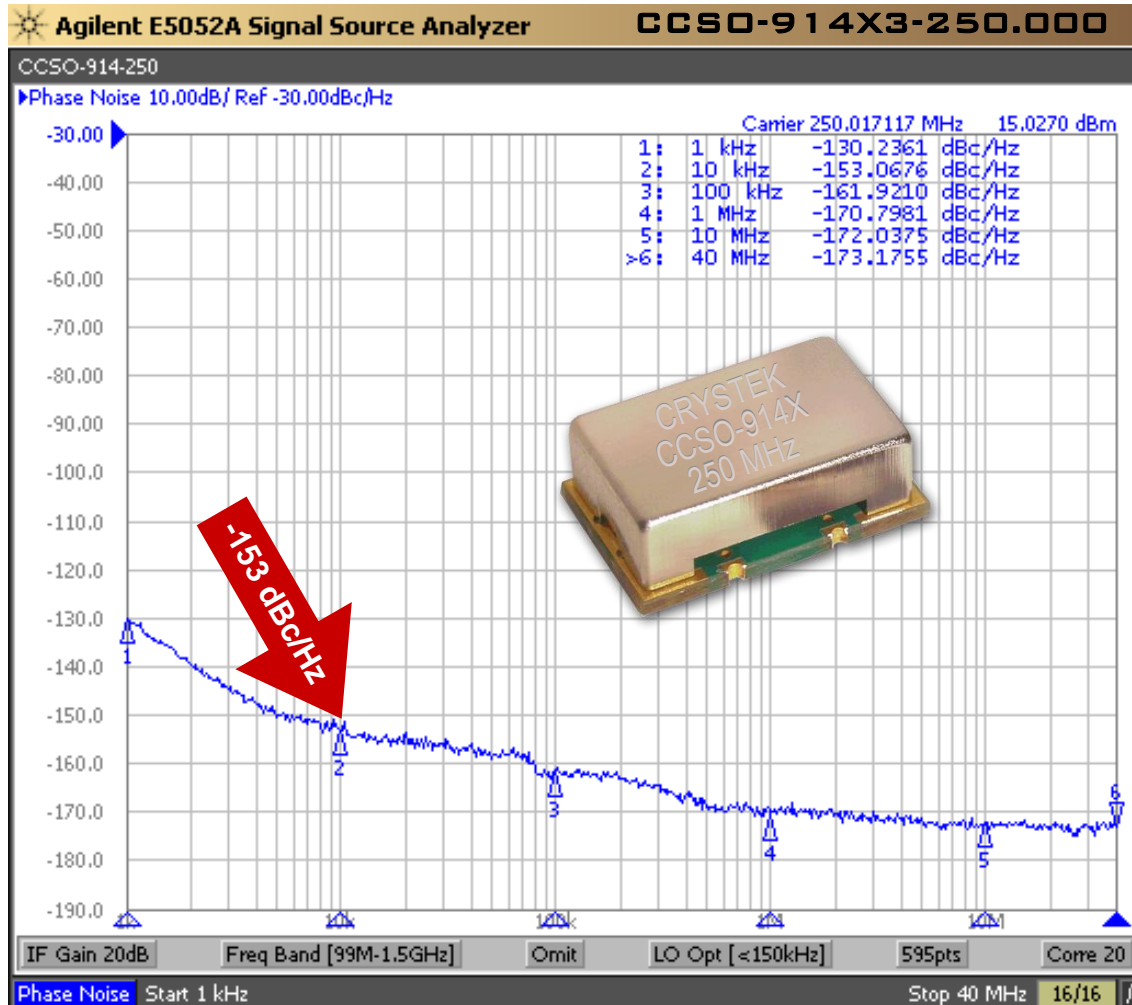 Agilent E5052A Signal Source Analyzer CCSO-914X3-250.000
CCSO-914-250
Phase Noise 10.00dB/ Ref -30.00dBc/Hz
Carrier 250.017117 MHz 15.0270 dBm
1: 1 kHz -130.2361 dBc/Hz
2: 10 kHz -153.0676 dBc/Hz
3: 100 kHz -161.9210 dBc/Hz
4: 1 MHz -170.7981 dBc/Hz
5: 10 MHz -172.0375 dBc/Hz
>6: 40 MHz -173.1755 dBc/Hz
-30.00
-40.00
-50.00
-60.00
-70.00
-80.00
-90.00
-100.0
-110.0
-120.0
-130.0
-140.0
-150.0
-160.0
-170.0
-180.0
-190.0
CRYSTEK
CCSO-914X
250 MHz
-153 dBc/Hz
1
2
3
4
5
6
1k 10k 100k 1M 10M
IF Gain 20dB Freq Band [99M-1.5GHz] Omit LO Opt [<150kHz] 595pts Corre 20
Phase Noise Start 1 kHz Stop 40 MHz 16/16